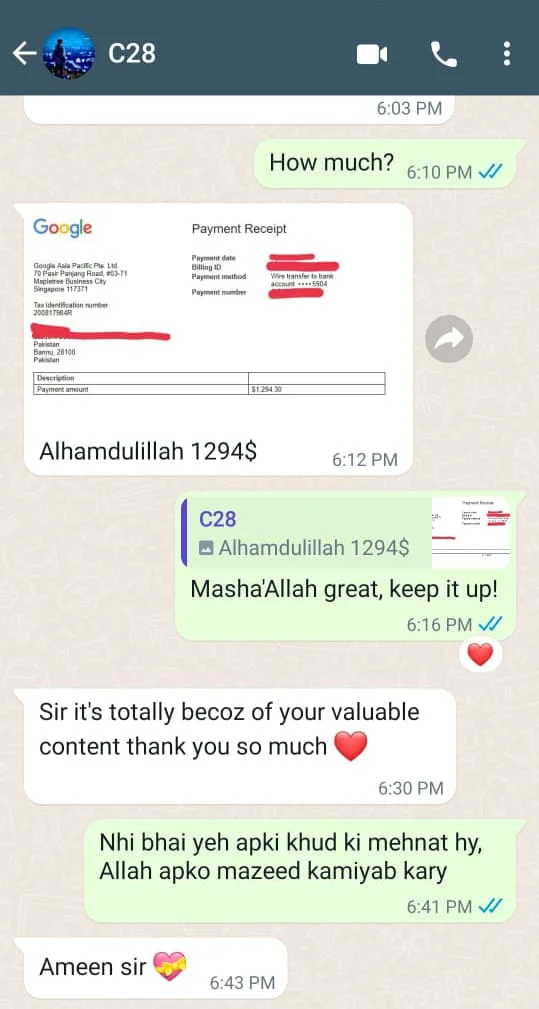 C28
6:03 PM
How much?
6:10 PM
Google
Payment Receipt
Google Asia Pacific Pte. Ltd.
70 Pasir Panjang Road, #03-71
Mapletree Business City
Singapore 117371
Tax Identification number
200817984R
Pakistan
Bannu, 28100
Pakistan
Payment date
Billing ID
Payment method
Wire transfer to bank
account ••••5904
Payment number
Description
Payment amount
$1,294.30
Alhamdulillah 1294$
6:12 PM
C28
Alhamdulillah 1294$
Masha'Allah great, keep it up!
6:16 PM
Sir it's totally becoz of your valuable
content thank you so much ❤️
6:30 PM
Nhi bhai yeh apki khud ki mehnat hy,
Allah apko mazeed kamiyab kary
6:41 PM
Ameen sir 💝
6:43 PM